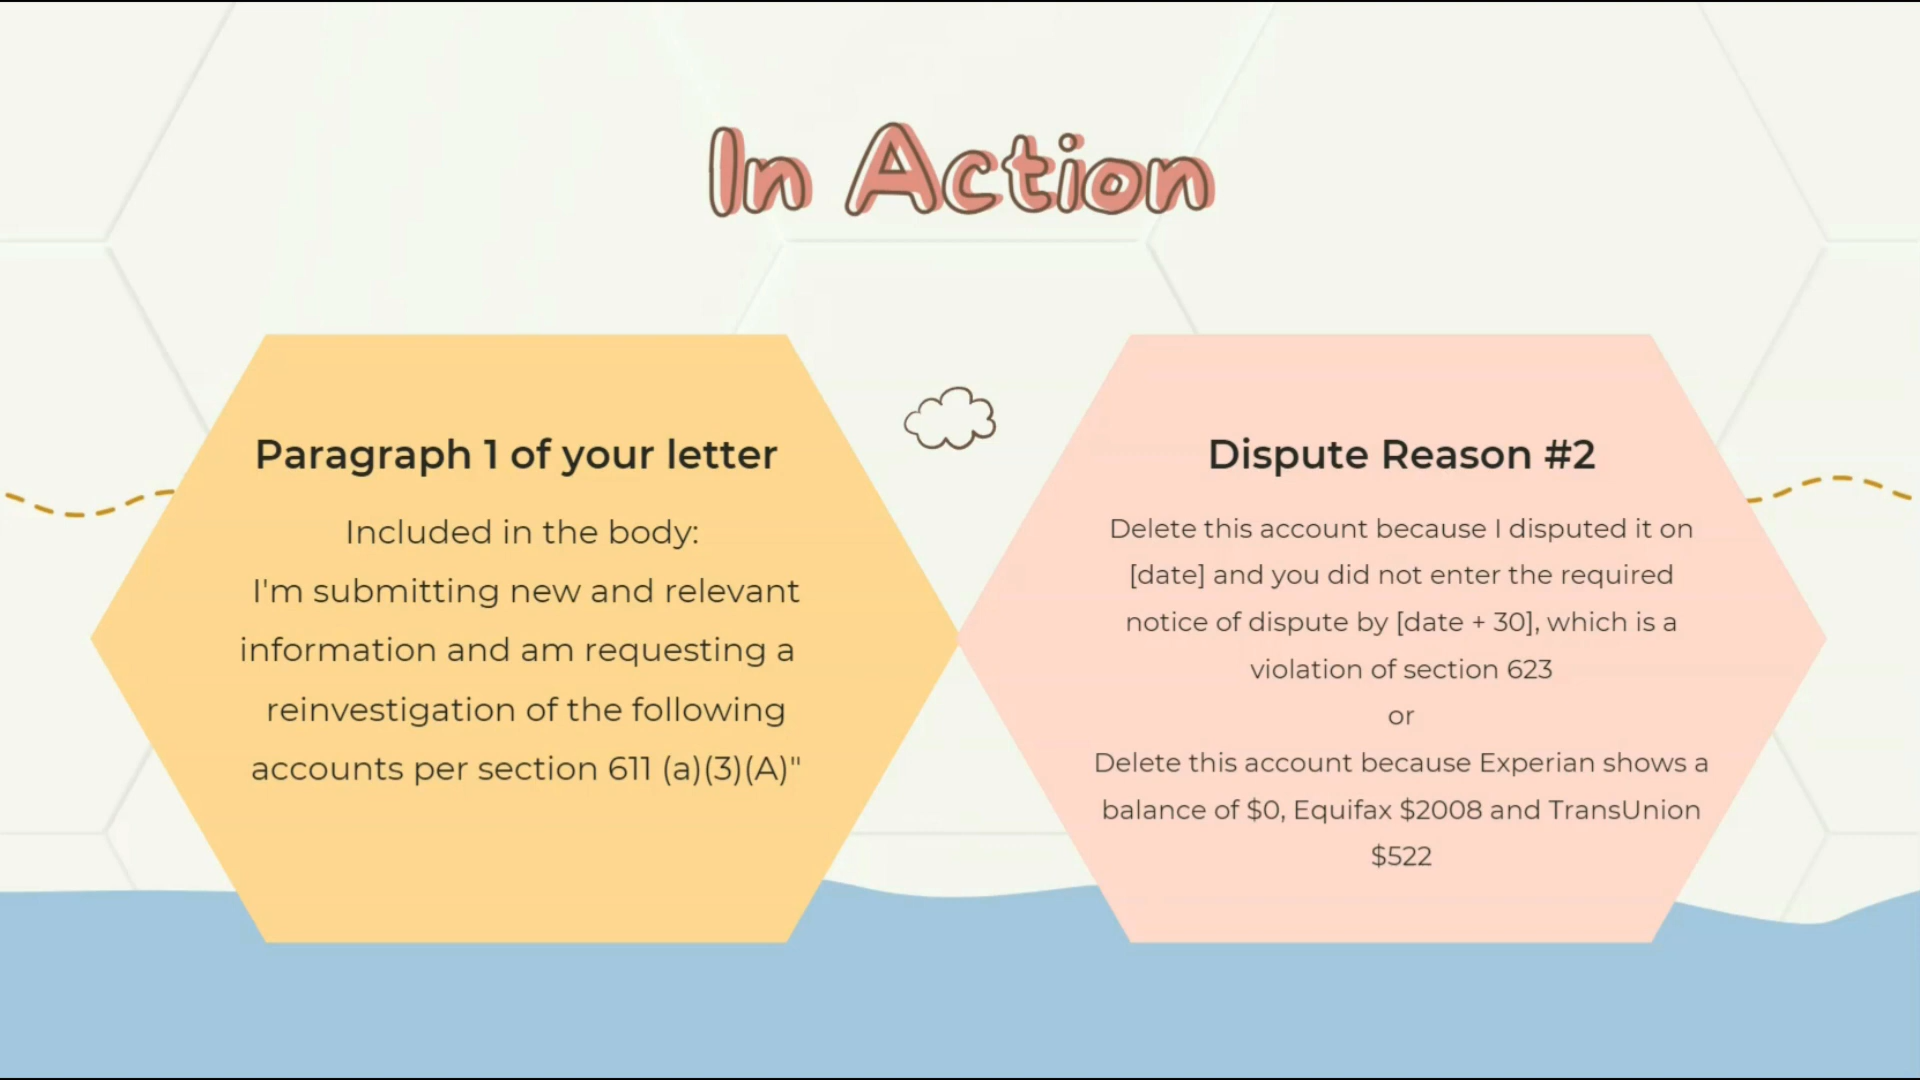 In Action
Paragraph 1 of your letter
Included in the body:
I'm submitting new and relevant
information and am requesting a
reinvestigation of the following
accounts per section 611 (a)(3)(A)"
Dispute Reason #2
Delete this account because I disputed it on
[date] and you did not enter the required
notice of dispute by [date + 30], which is a
violation of section 623
or
Delete this account because Experian shows a
balance of $0, Equifax $2008 and TransUnion
$522